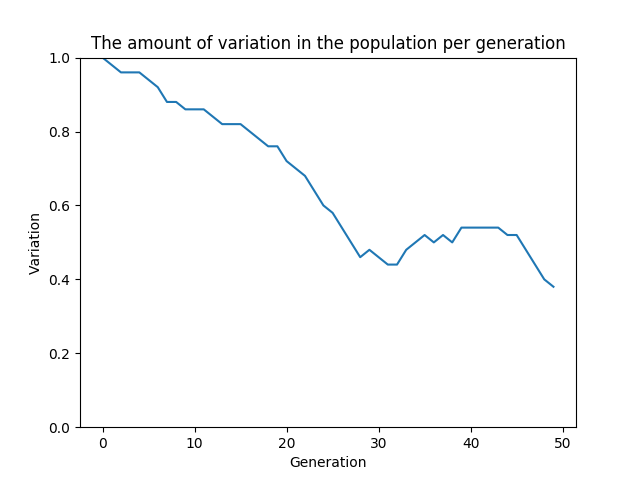 The amount of variation in the population per generation
1.0
0.8
0.6
0.4
0.2
0.0
Variation
0 10 20 30 40 50
Generation